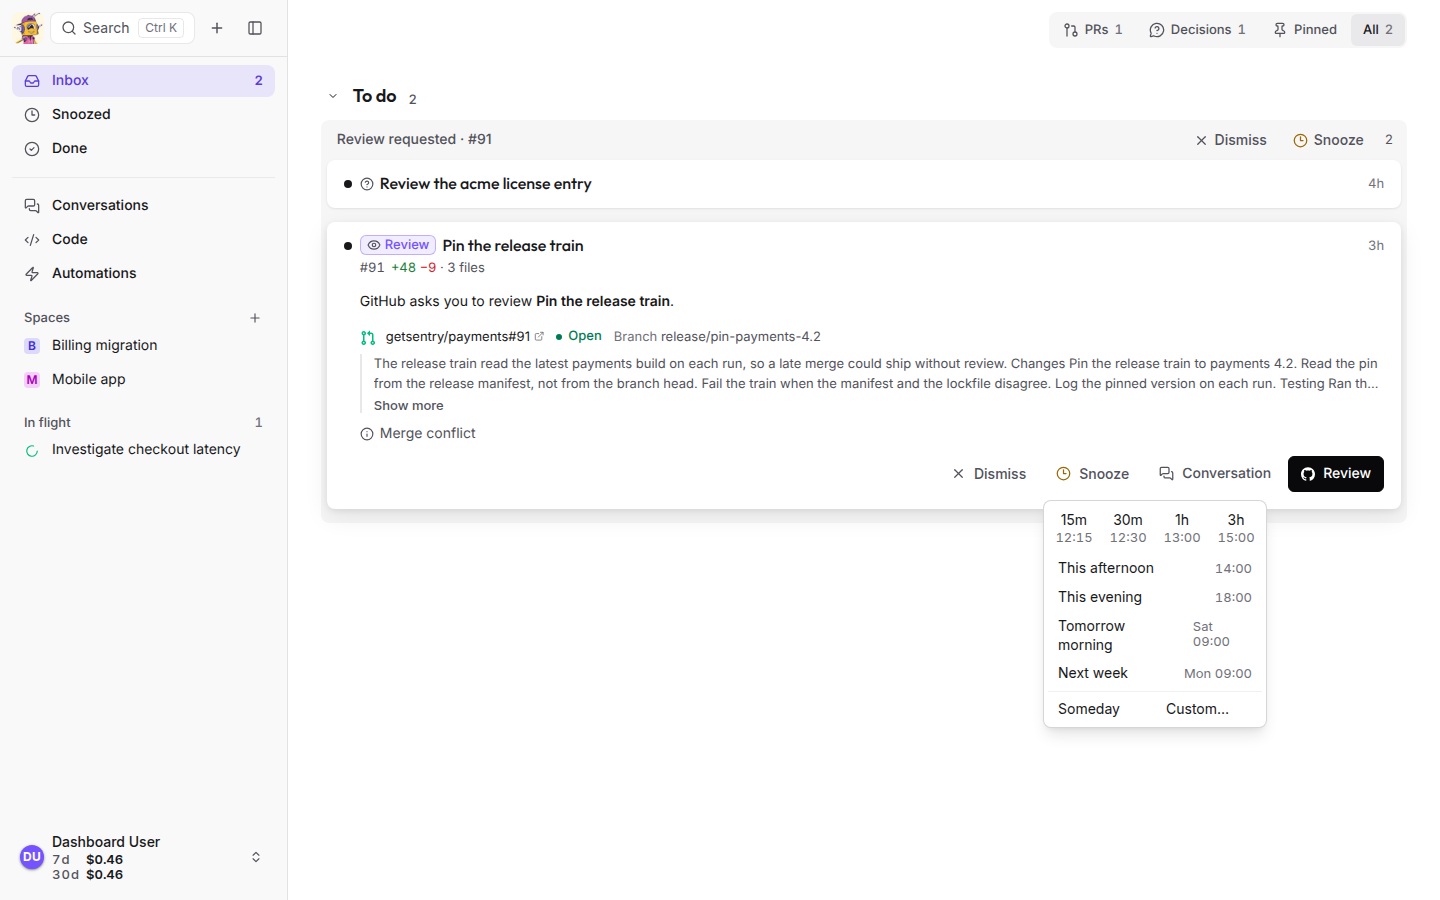 Search Ctrl K
PRs 1 Decisions 1 Pinned All 2
Inbox 2
Snoozed
Done
Conversations
Code
Automations
Spaces
B Billing migration
M Mobile app
In flight 1
Investigate checkout latency
DU Dashboard User
7d $0.46
30d $0.46
To do 2
Review requested · #91 Dismiss Snooze 2
Review the acme license entry 4h
Review Pin the release train 3h
#91 +48 −9 · 3 files
GitHub asks you to review Pin the release train.
getsentry/payments#91 Open Branch release/pin-payments-4.2
The release train read the latest payments build on each run, so a late merge could ship without review. Changes Pin the release train to payments 4.2. Read the pin
from the release manifest, not from the branch head. Fail the train when the manifest and the lockfile disagree. Log the pinned version on each run. Testing Ran th...
Show more
Merge conflict
Dismiss Snooze Conversation Review
15m 30m 1h 3h
12:15 12:30 13:00 15:00
This afternoon 14:00
This evening 18:00
Tomorrow morning Sat 09:00
Next week Mon 09:00
Someday Custom...